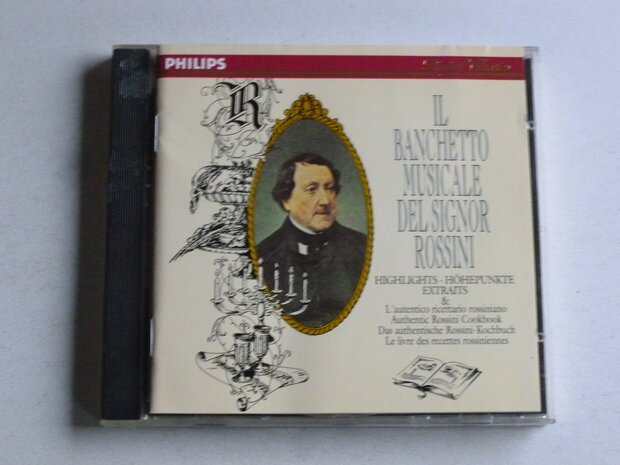 PHILIPS
R
IL
BANCHETTO
MUSICALE
DEL SIGNOR
ROSSINI
HIGHLIGHTS - HÖHEPUNKTE
EXTRAITS
&
L'autentico ricettario rossiniano
Authentic Rossini Cookbook
Das authentische Rossini-Kochbuch
Le livre des recettes rossiniennes